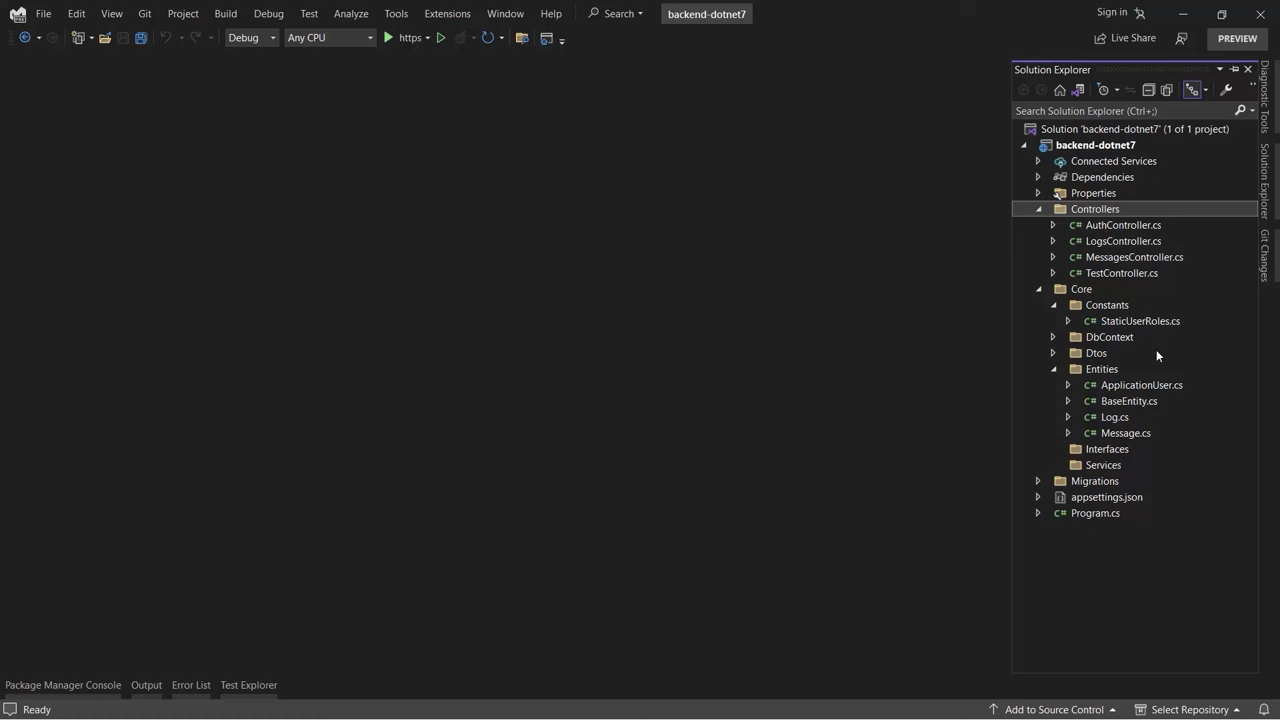 File Edit View Git Project Build Debug Test Analyze Tools Extensions Window Help Search backend-dotnet7 Sign in
Debug Any CPU https Live Share PREVIEW
Solution Explorer
Search Solution Explorer (Ctrl+;)
Solution 'backend-dotnet7' (1 of 1 project)
backend-dotnet7
Connected Services
Dependencies
Properties
Controllers
C# AuthController.cs
C# LogsController.cs
C# MessagesController.cs
C# TestController.cs
Core
Constants
C# StaticUserRoles.cs
DbContext
Dtos
Entities
C# ApplicationUser.cs
C# BaseEntity.cs
C# Log.cs
C# Message.cs
Interfaces
Services
Migrations
appsettings.json
C# Program.cs
Diagnostic Tools
Solution Explorer
Git Changes
Package Manager Console Output Error List Test Explorer
Ready Add to Source Control Select Repository